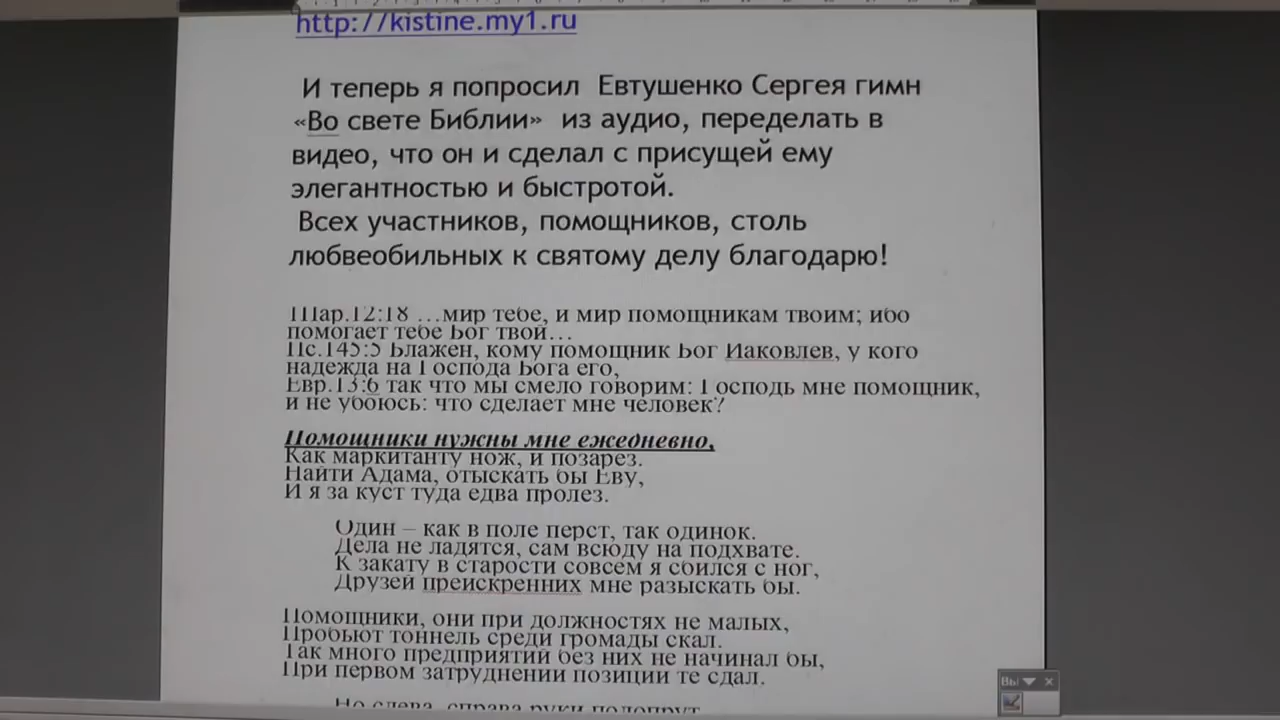 http://kistine.my1.ru
И теперь я попросил Евтушенко Сергея гимн
«Во свете Библии» из аудио, переделать в
видео, что он и сделал с присущей ему
элегантностью и быстротой.
Всех участников, помощников, столь
любвеобильных к святому делу благодарю!
1Пар.12:18 …мир тебе, и мир помощникам твоим; ибо
помогает тебе Бог твой…
Пс.145:5 Блажен, кому помощник Бог Иаковлев, у кого
надежда на Господа Бога его,
Евр.13:6 так что мы смело говорим: Господь мне помощник,
и не убоюсь: что сделает мне человек?
Помощники нужны мне ежедневно,
Как маркитанту нож, и позарез.
Найти Адама, отыскать бы Еву,
И я за куст туда едва пролез.
Один – как в поле перст, так одинок.
Дела не ладятся, сам всюду на подхвате.
К закату в старости совсем я сбился с ног,
Друзей преискренних мне разыскать бы.
Помощники, они при должностях не малых,
Пробьют тоннель среди громады скал.
Так много предприятий без них не начинал бы,
При первом затруднении позиции те сдал.
Но слева, справа руки подопрут
Вы